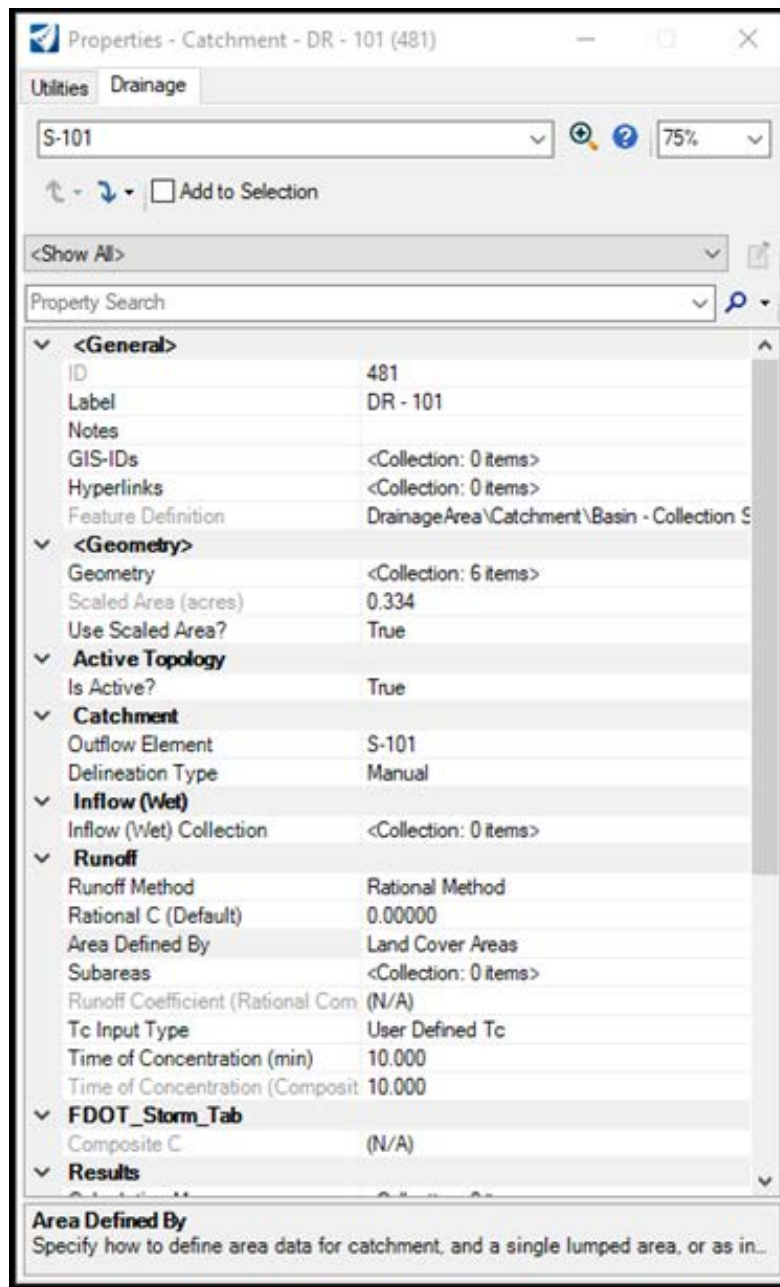 Properties - Catchment - DR - 101 (481)
Utilities Drainage
S-101 75%
Add to Selection
<Show All>
Property Search
<General>
ID 481
Label DR - 101
Notes
GIS-IDs <Collection: 0 items>
Hyperlinks <Collection: 0 items>
Feature Definition DrainageArea\Catchment\Basin - Collection S
<Geometry>
Geometry <Collection: 6 items>
Scaled Area (acres) 0.334
Use Scaled Area? True
Active Topology
Is Active? True
Catchment
Outflow Element S-101
Delineation Type Manual
Inflow (Wet)
Inflow (Wet) Collection <Collection: 0 items>
Runoff
Runoff Method Rational Method
Rational C (Default) 0.00000
Area Defined By Land Cover Areas
Subareas <Collection: 0 items>
Runoff Coefficient (Rational Com (N/A)
Tc Input Type User Defined Tc
Time of Concentration (min) 10.000
Time of Concentration (Composit 10.000
FDOT_Storm_Tab
Composite C (N/A)
Results
Area Defined By
Specify how to define area data for catchment, and a single lumped area, or as in...